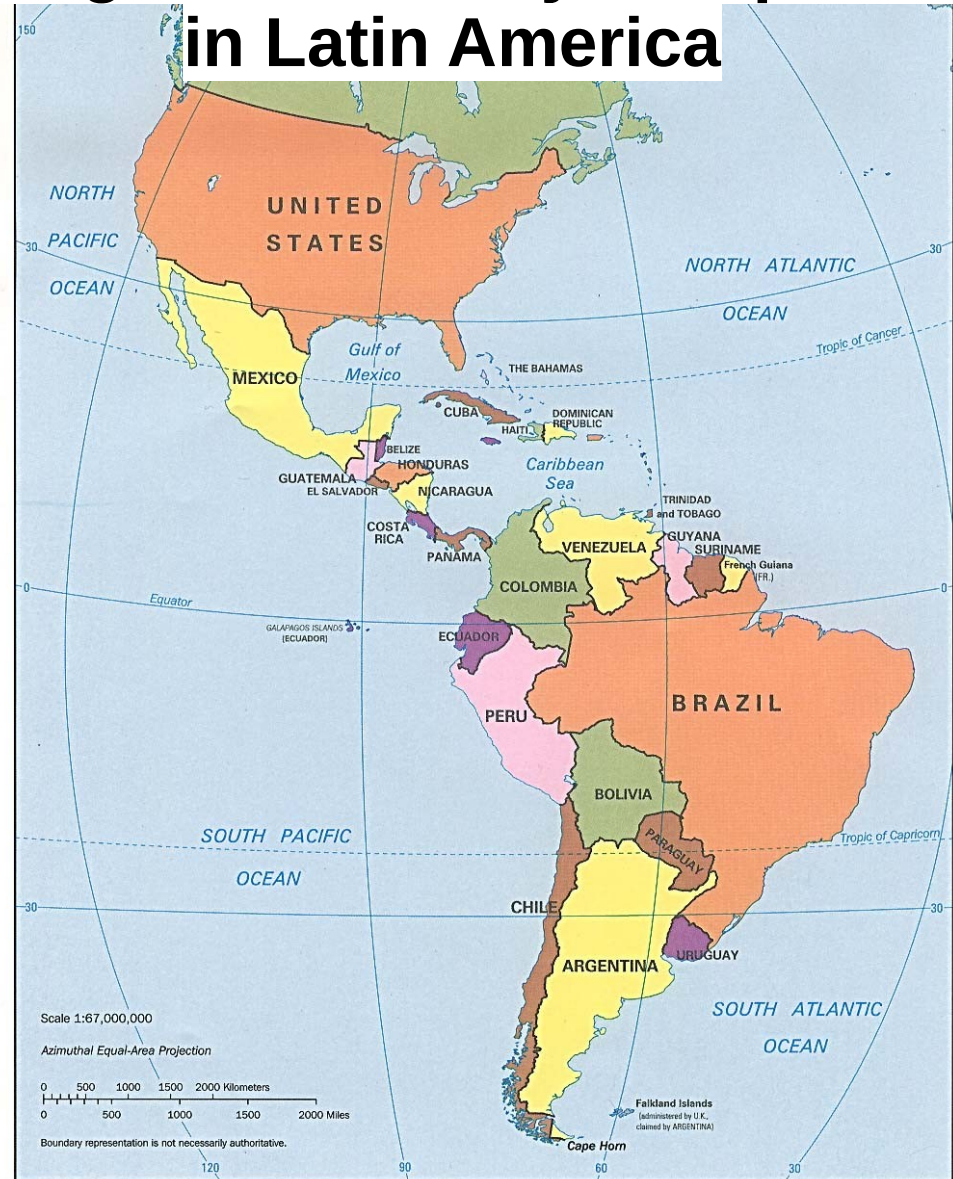 in Latin America
150
NORTH
PACIFIC
OCEAN
30
UNITED
STATES
NORTH ATLANTIC
OCEAN
30
Tropic of Cancer
Gulf of
Mexico
MEXICO
THE BAHAMAS
CUBA
HAITI
DOMINICAN
REPUBLIC
BELIZE
HONDURAS
GUATEMALA
EL SALVADOR
NICARAGUA
Caribbean
Sea
COSTA
RICA
PANAMA
TRINIDAD
and TOBAGO
VENEZUELA
GUYANA
SURINAME
French Guiana
(FR.)
COLOMBIA
0
0
Equator
GALAPAGOS ISLANDS
(ECUADOR)
ECUADOR
PERU
BRAZIL
BOLIVIA
PARAGUAY
SOUTH PACIFIC
OCEAN
Tropic of Capricorn
30
30
CHILE
ARGENTINA
URUGUAY
SOUTH ATLANTIC
OCEAN
Scale 1:67,000,000
Azimuthal Equal-Area Projection
0 500 1000 1500 2000 Kilometers
0 500 1000 1500 2000 Miles
Boundary representation is not necessarily authoritative.
Falkland Islands
(administered by U.K.,
claimed by ARGENTINA)
Cape Horn
120
90
60
30